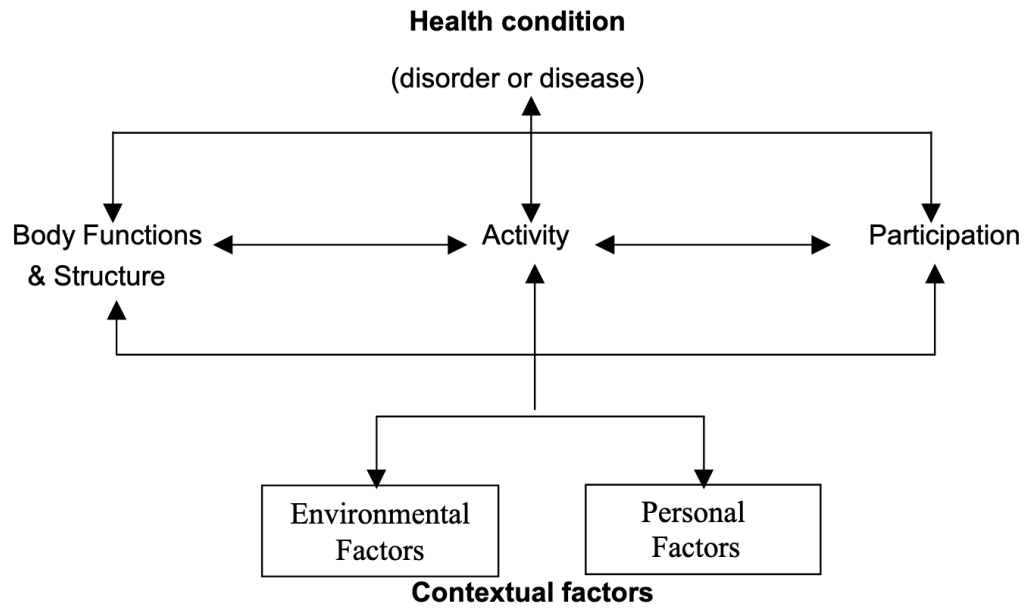 Health condition
(disorder or disease)
Body Functions
& Structure
Activity
Participation
Environmental
Factors
Personal
Factors
Contextual factors